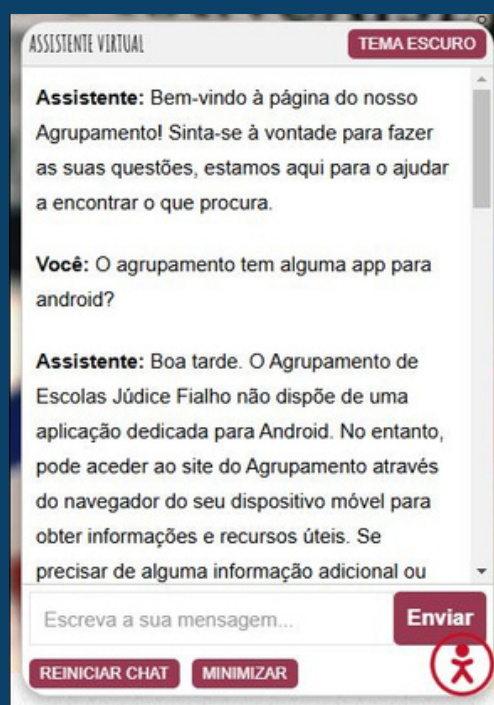 ASSISTENTE VIRTUAL
TEMA ESCURO
Assistente: Bem-vindo à página do nosso
Agrupamento! Sinta-se à vontade para fazer
as suas questões, estamos aqui para o ajudar
a encontrar o que procura.
Você: O agrupamento tem alguma app para
android?
Assistente: Boa tarde. O Agrupamento de
Escolas Júdice Fialho não dispõe de uma
aplicação dedicada para Android. No entanto,
pode aceder ao site do Agrupamento através
do navegador do seu dispositivo móvel para
obter informações e recursos úteis. Se
precisar de alguma informação adicional ou
Escreva a sua mensagem...
Enviar
REINICIAR CHAT
MINIMIZAR